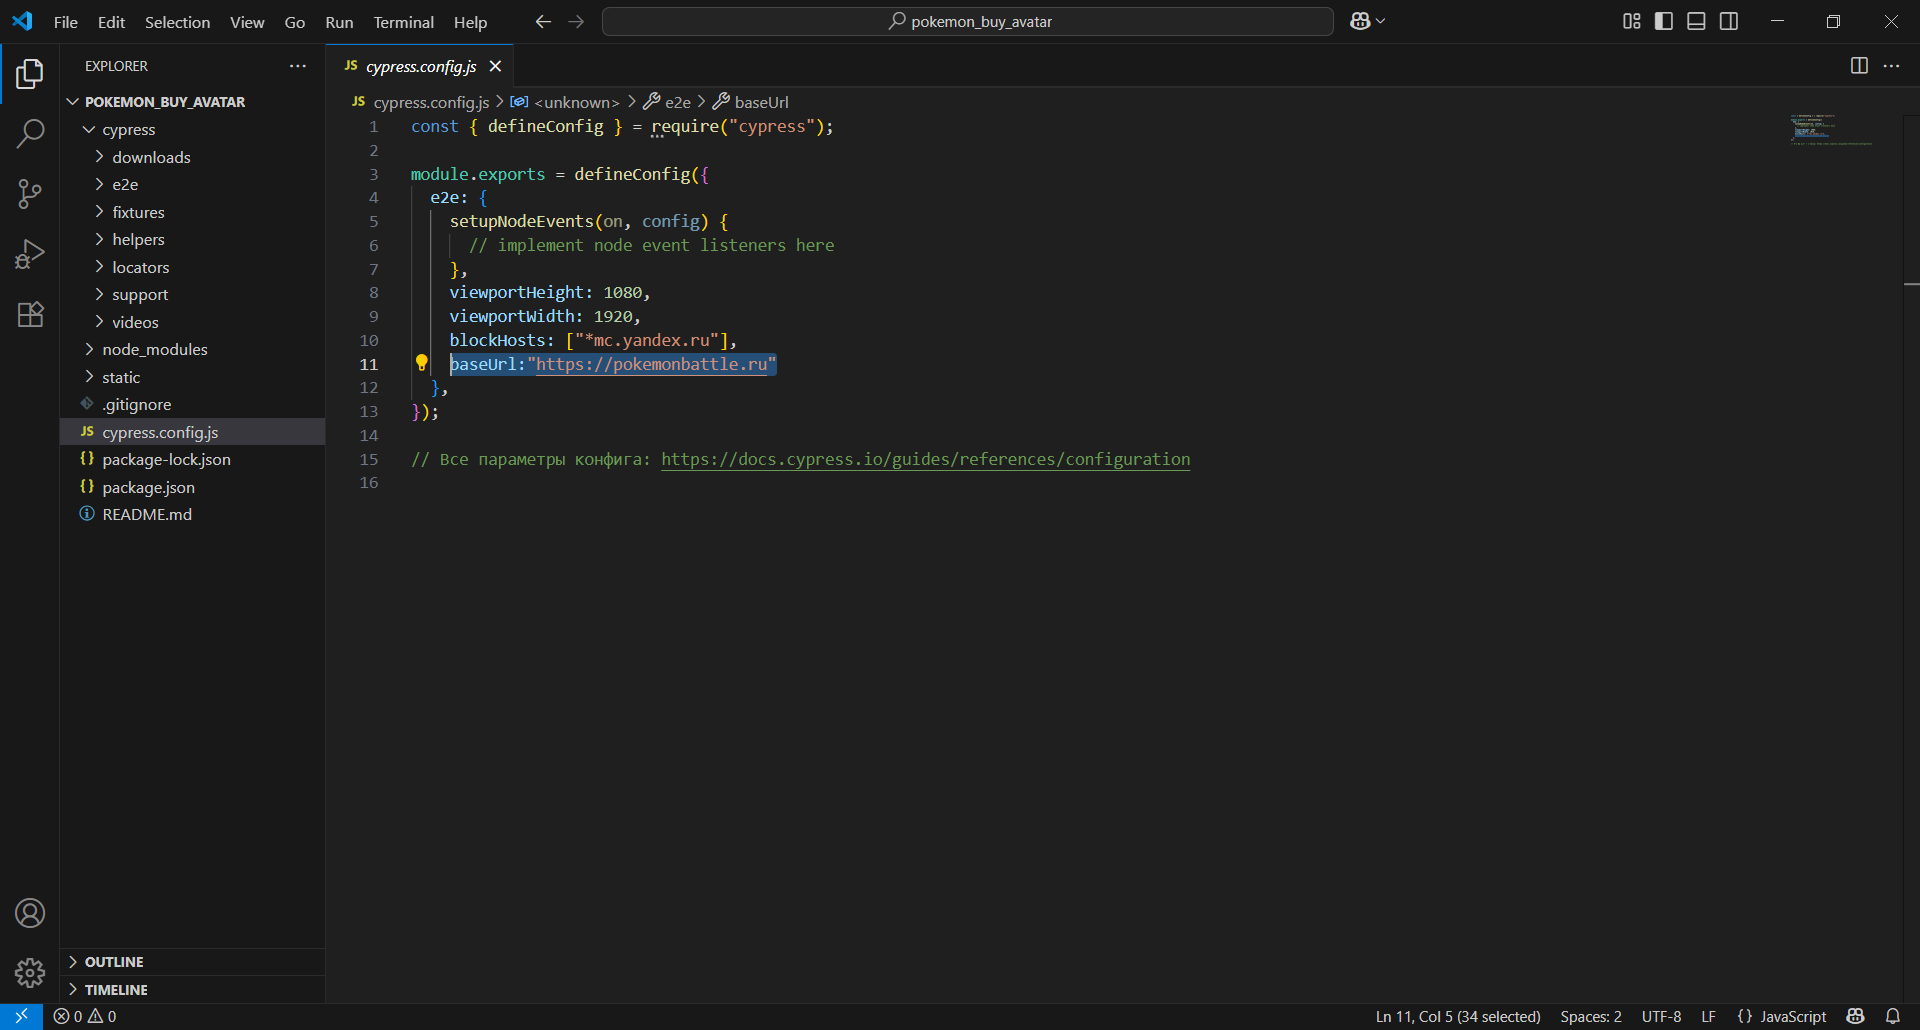 File Edit Selection View Go Run Terminal Help
pokemon_buy_avatar
EXPLORER
POKEMON_BUY_AVATAR
cypress
downloads
e2e
fixtures
helpers
locators
support
videos
node_modules
static
.gitignore
JS cypress.config.js
{} package-lock.json
{} package.json
README.md
OUTLINE
TIMELINE
JS cypress.config.js
JS cypress.config.js > <unknown> > e2e > baseUrl
1 const { defineConfig } = require("cypress");
2
3 module.exports = defineConfig({
4 e2e: {
5 setupNodeEvents(on, config) {
6 // implement node event listeners here
7 },
8 viewportHeight: 1080,
9 viewportWidth: 1920,
10 blockHosts: ["*mc.yandex.ru"],
11 baseUrl:"https://pokemonbattle.ru"
12 },
13 });
14
15 // Все параметры конфига: https://docs.cypress.io/guides/references/configuration
16
0 0
Ln 11, Col 5 (34 selected) Spaces: 2 UTF-8 LF {} JavaScript